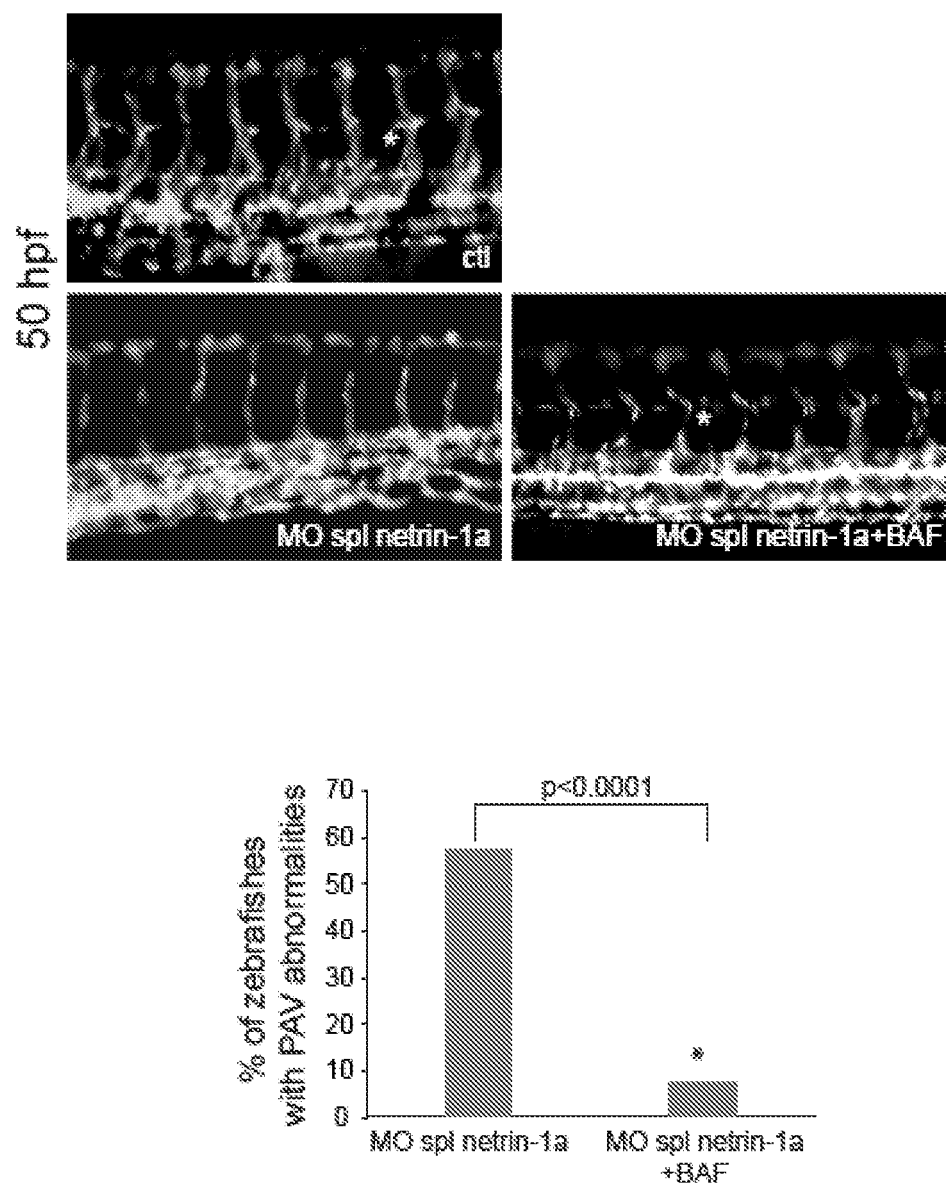 50 hpf
*
ctl
MO spl netrin-1a
*
MO spl netrin-1a+BAF
p<0.0001
% of zebrafishes
with PAV abnormalities
70
60
50
40
30
20
10
0
*
MO spl netrin-1a
MO spl netrin-1a
+BAF